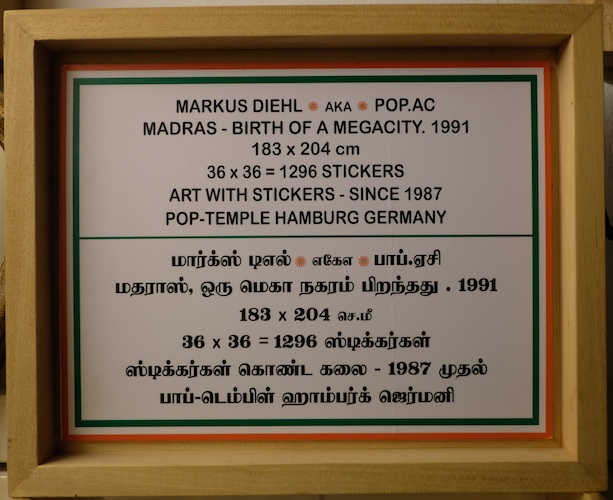 MARKUS DIEHL AKA POP.AC
MADRAS - BIRTH OF A MEGACITY. 1991
183 x 204 cm
36 x 36 = 1296 STICKERS
ART WITH STICKERS - SINCE 1987
POP-TEMPLE HAMBURG GERMANY
மார்க்ஸ் டிஎல் எகேஎ பாப்.ஏசி
மதராஸ், ஒரு மெகா நகரம் பிறந்தது . 1991
183 x 204 செ.மீ
36 x 36 = 1296 ஸ்டிக்கர்கள்
ஸ்டிக்கர்கள் கொண்ட கலை - 1987 முதல்
பாப்-டெம்பிள் ஹாம்பர்க் ஜெர்மனி